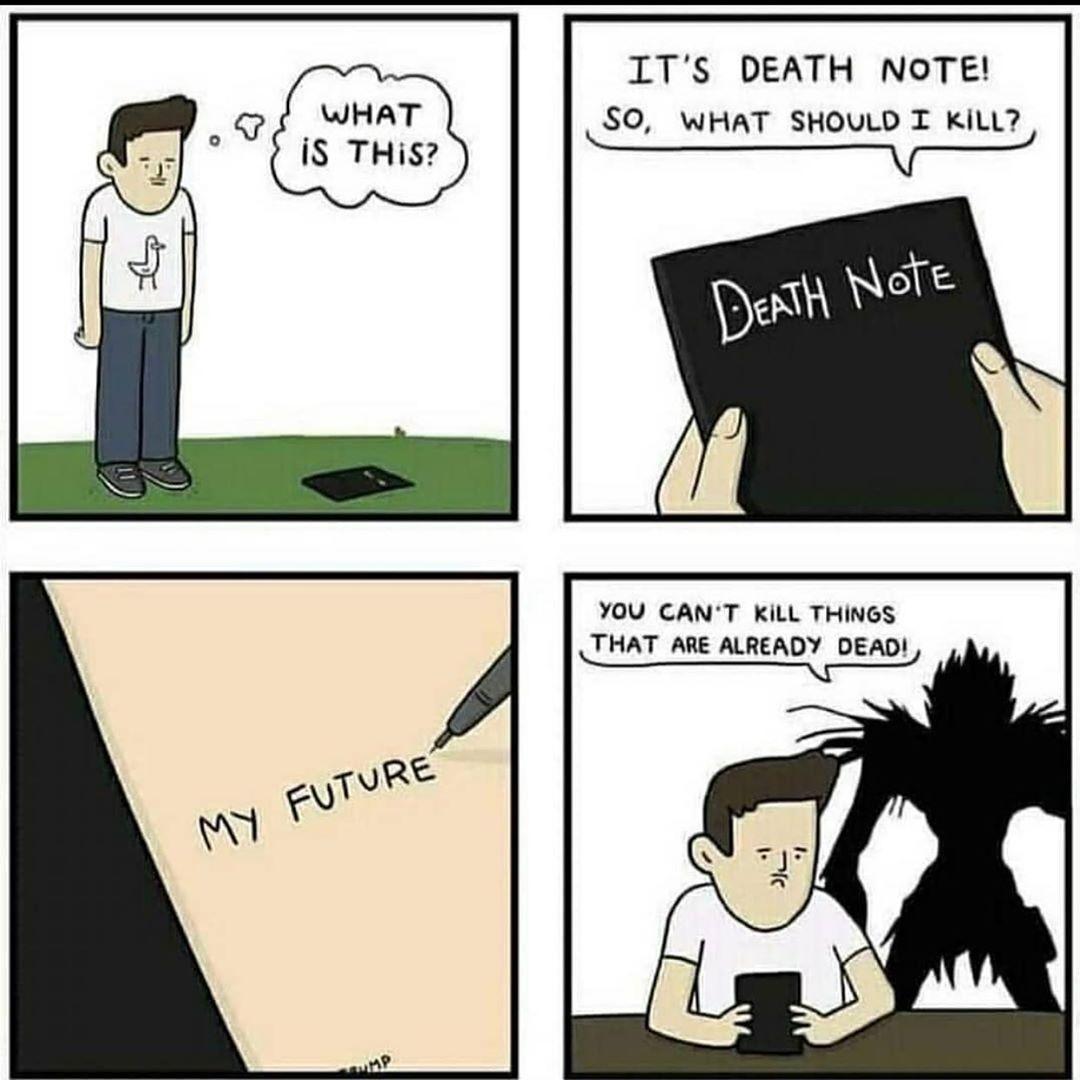 WHAT
iS THiS?
IT'S DEATH NOTE!
SO, WHAT SHOULD I KiLL?
DEATH NOTE
MY FUTURE
YOU CAN'T KiLL THiNGS
THAT ARE ALREADY DEAD!